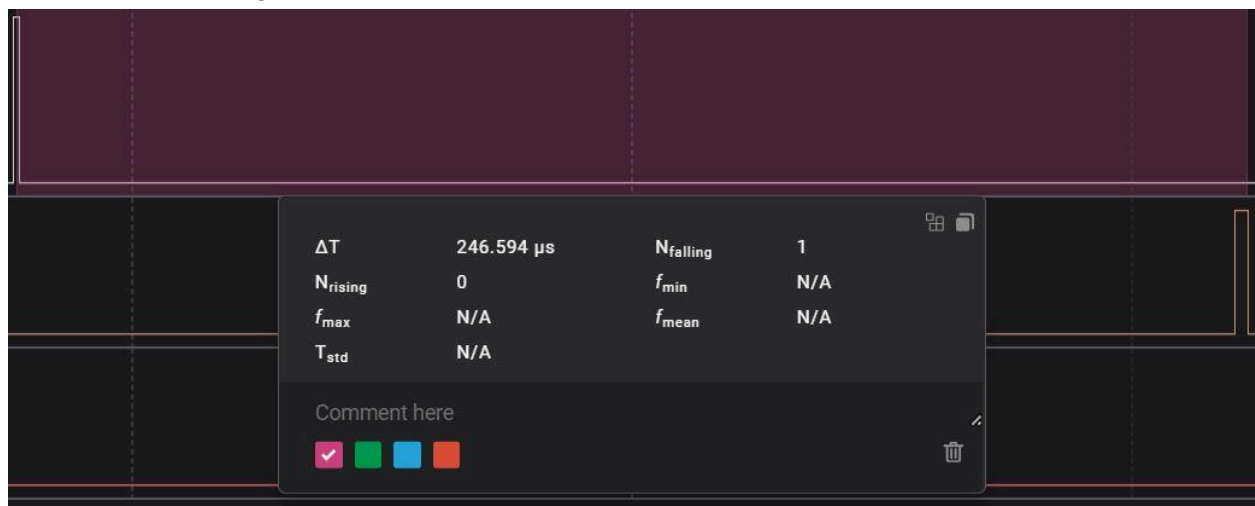 ΔT 246.594 μs Nfalling 1
Nrising 0 fmin N/A
fmax N/A fmean N/A
Tstd N/A
Comment here